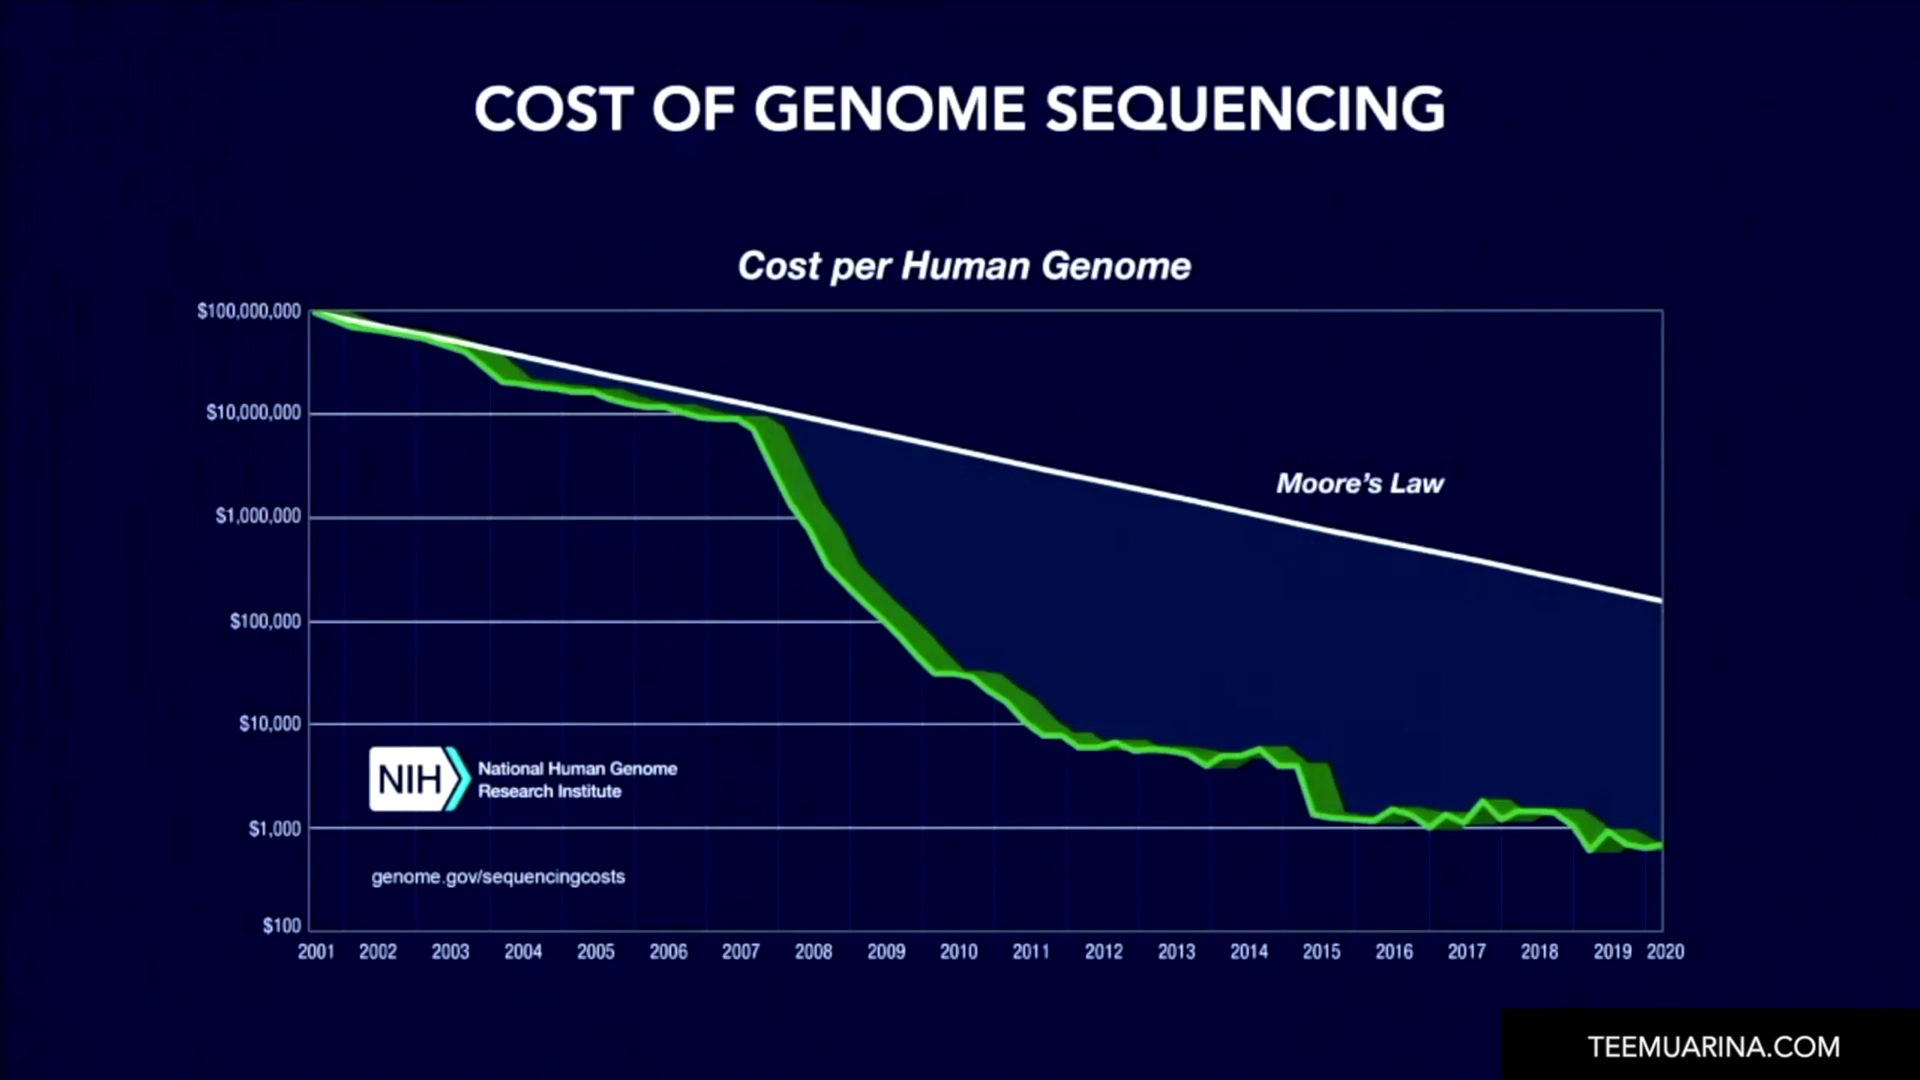 COST OF GENOME SEQUENCING
Cost per Human Genome
$100,000,000
$10,000,000
$1,000,000
$100,000
$10,000
$1,000
$100
Moore's Law
NIH
National Human Genome
Research Institute
genome.gov/sequencingcosts
2001 2002 2003 2004 2005 2006 2007 2008 2009 2010 2011 2012 2013 2014 2015 2016 2017 2018 2019 2020
TEEMUARINA.COM